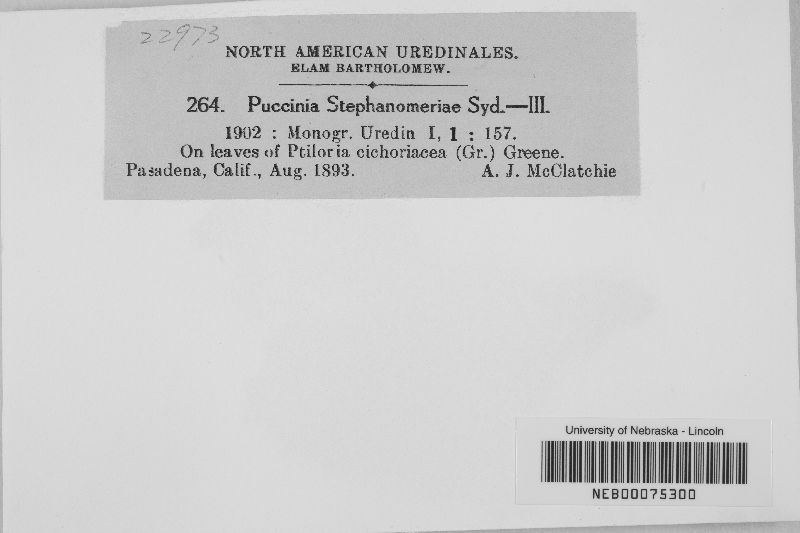 22973
NORTH AMERICAN UREDINALES.
ELAM BARTHOLOMEW.
264. Puccinia Stephanomeriae Syd.—III.
1902 : Monogr. Uredin I, 1 : 157.
On leaves of Ptiloria cichoriacea (Gr.) Greene.
Pasadena, Calif., Aug. 1893. A. J. McClatchie
University of Nebraska - Lincoln
NEB00075300